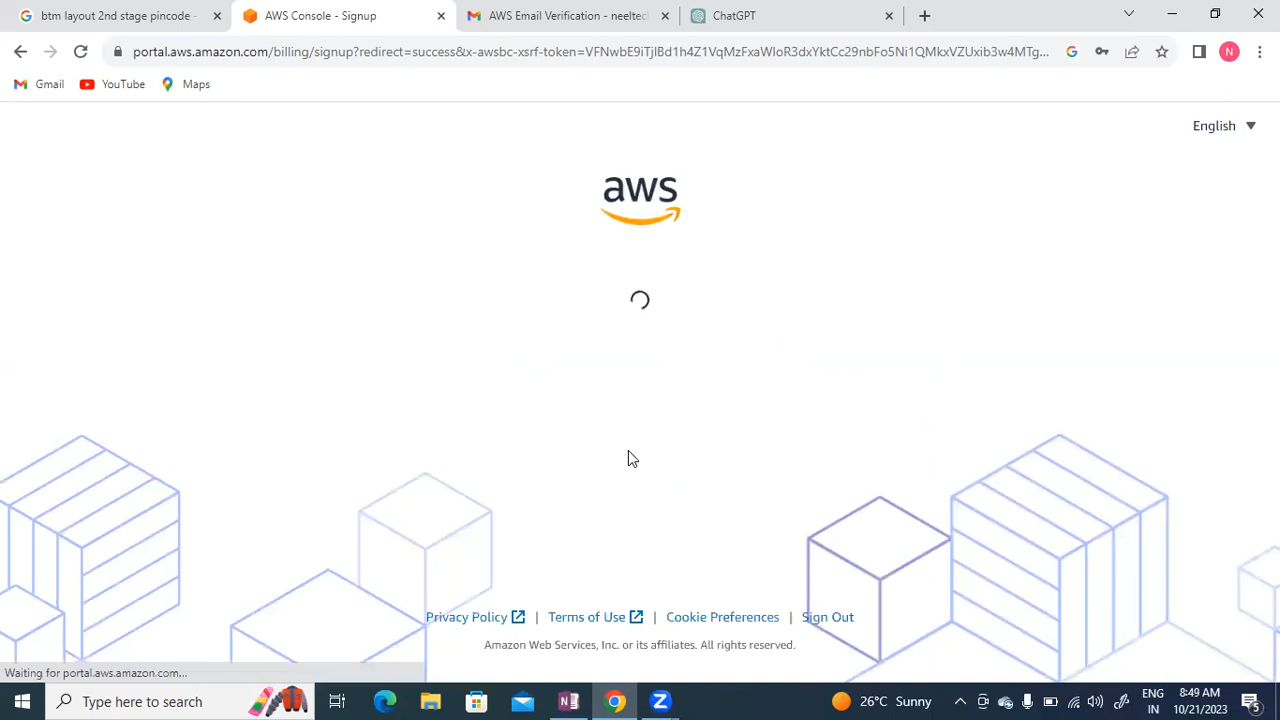 btm layout 2nd stage pincode -
AWS Console - Signup
AWS Email Verification - neeltech
ChatGPT
portal.aws.amazon.com/billing/signup?redirect=success&x-awsbc-xsrf-token=VFNwbE9iTjlBd1h4Z1VqMzFxaWIoR3dxYktCc29nbFo5Ni1QMkxVZUxib3w4MTg...
N
Gmail
YouTube
Maps
English
aws
Privacy Policy | Terms of Use | Cookie Preferences | Sign Out
Amazon Web Services, Inc. or its affiliates. All rights reserved.
Waiting for portal.aws.amazon.com...
Type here to search
26°C Sunny
ENG
IN
8:49 AM
10/21/2023
5